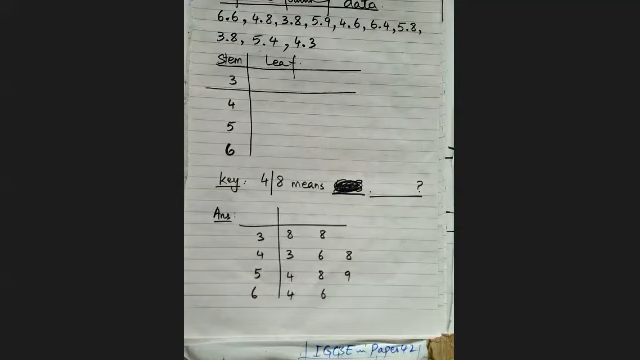 data
6.6, 4.8, 3.8, 5.9, 4.6, 6.4, 5.8,
3.8, 5.4, 4.3
Stem Leaf.
3
4
5
6
Key: 4|8 means ?
Ans:
3 8 8
4 3 6 8
5 4 8 9
6 4 6
IGCSE - Paper 42